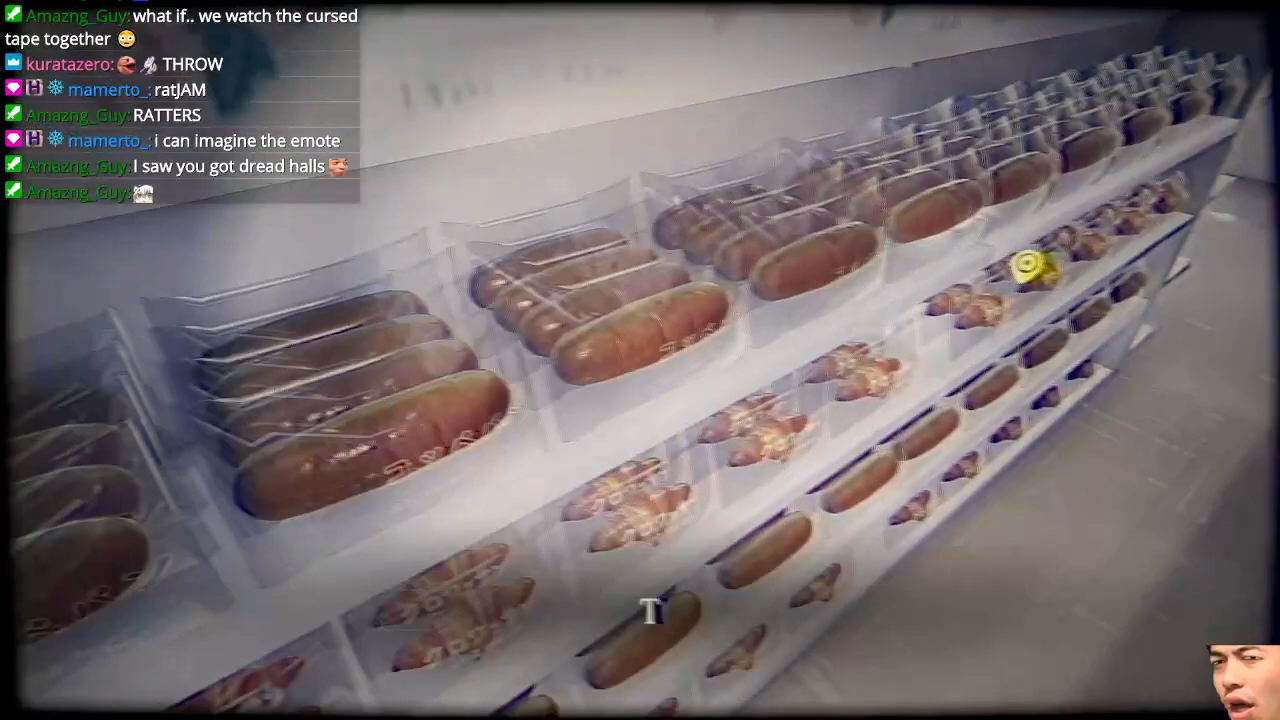 Amazng_Guy: what if.. we watch the cursed
tape together
kuratazero: THROW
mamerto_: ratJAM
Amazng_Guy: RATTERS
mamerto_: i can imagine the emote
Amazng_Guy: I saw you got dread halls
Amazng_Guy:
T